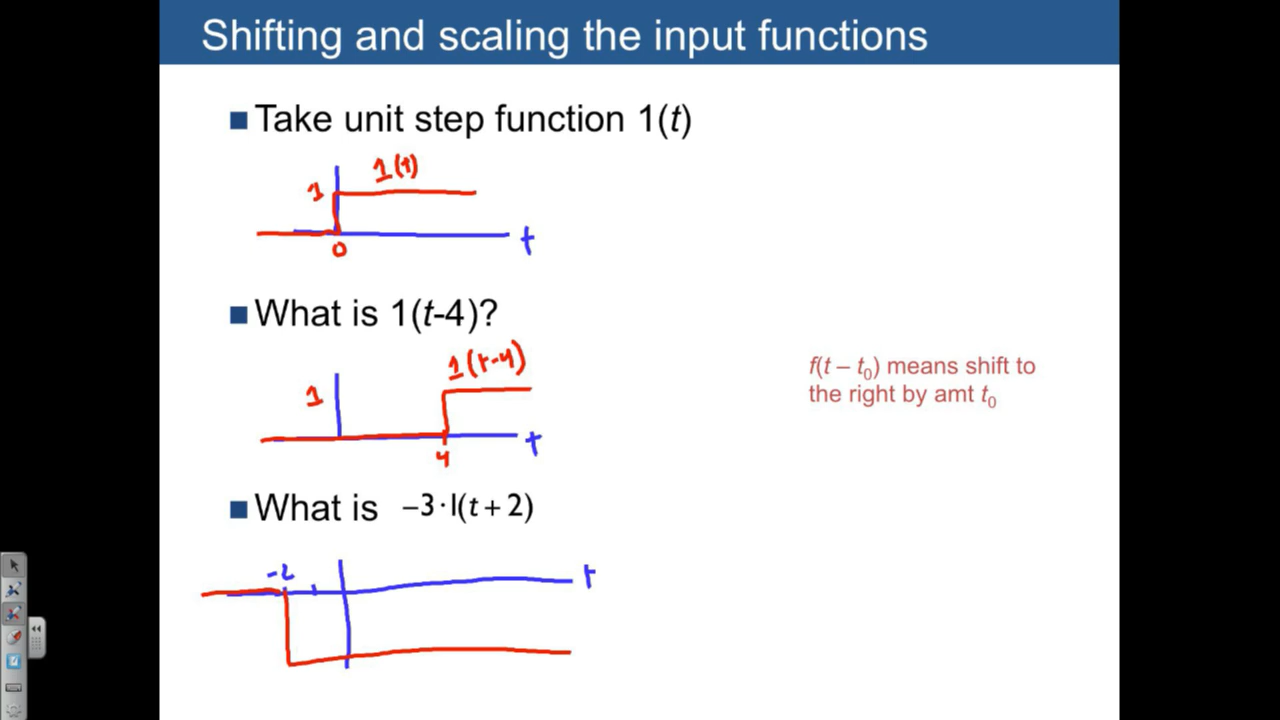 Shifting and scaling the input functions
Take unit step function 1(t)
1(t)
1
t
0
What is 1(t-4)?
1(t-4)
1
t
4
f(t – t₀) means shift to
the right by amt t₀
What is −3·1(t + 2)
-2
t